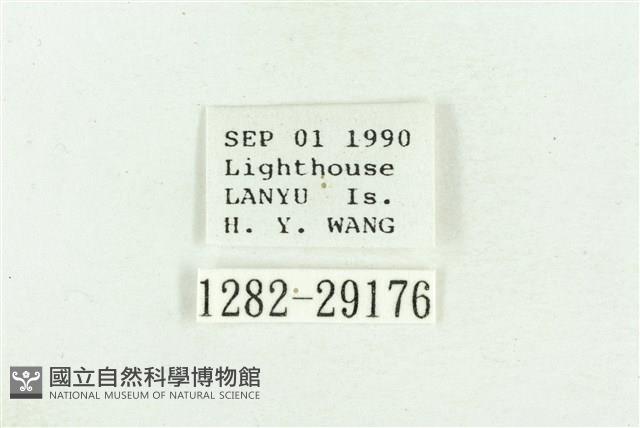 SEP 01 1990
Lighthouse
LANYU Is.
H. Y. WANG
1282-29176
國立自然科學博物館
NATIONAL MUSEUM OF NATURAL SCIENCE